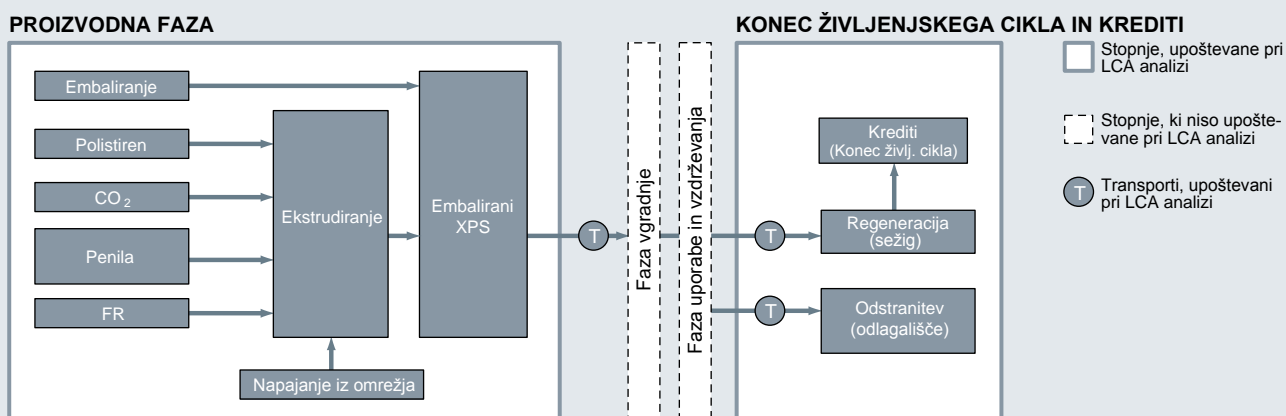 PROIZVODNA FAZA
Embaliranje
Polistiren
CO2
Penila
FR
Ekstrudiranje
Napajanje iz omrežja
Embalirani
XPS
T
Faza vgradnje
Faza uporabe in vzdrževanja
KONEC ŽIVLJENJSKEGA CIKLA IN KREDITI
T
T
Krediti
(Konec življ. cikla)
Regeneracija
(sežig)
Odstranitev
(odlagališče)
Stopnje, upoštevane pri
LCA analizi
Stopnje, ki niso upošte-
vane pri LCA analizi
T
Transporti, upoštevani
pri LCA analizi